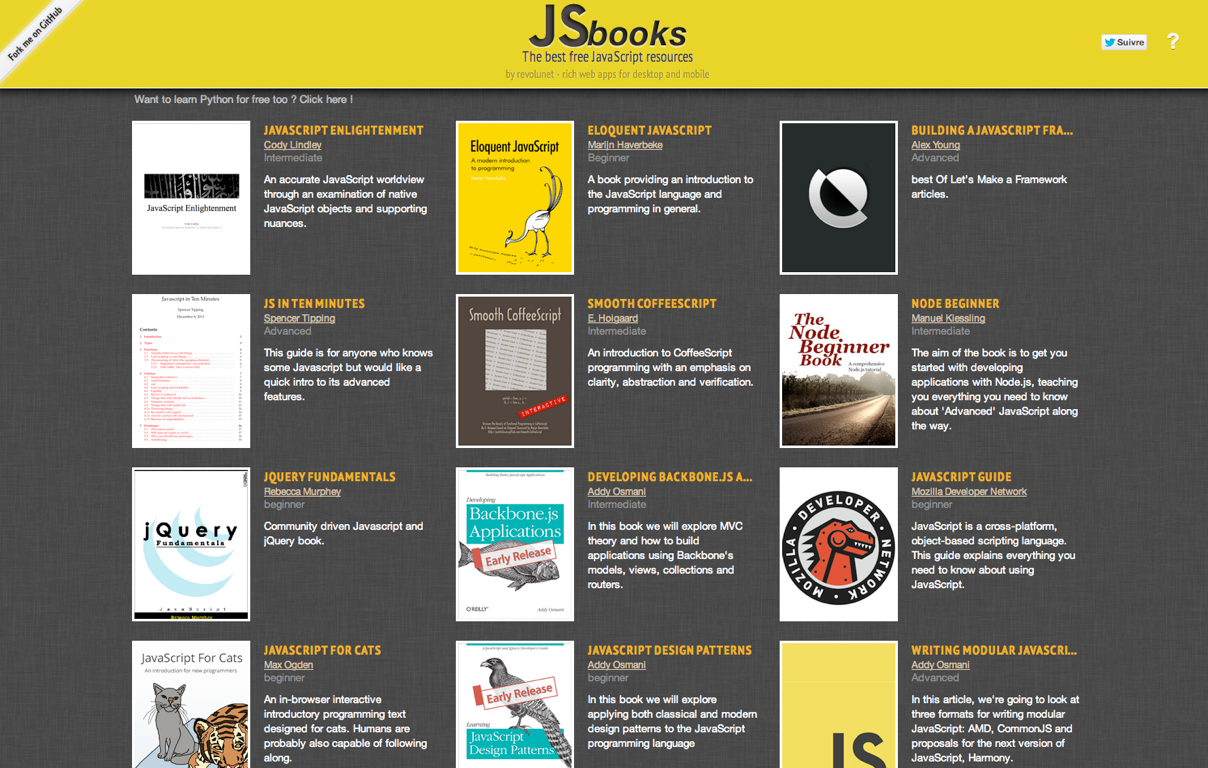 Fork me on GitHub
JSbooks
The best free JavaScript resources
by revolunet - rich web apps for desktop and mobile
Suivre
?
Want to learn Python for free too ? Click here !
JavaScript Enlightenment
JAVASCRIPT ENLIGHTENMENT
Cody Lindley
Intermediate
An accurate JavaScript worldview
through an examination of native
JavaScript objects and supporting
nuances.
Eloquent JavaScript
A modern introduction
to programming
Marijn Haverbeke
ELOQUENT JAVASCRIPT
Marijn Haverbeke
Beginner
A book providing an introduction to
the JavaScript language and
programming in general.
BUILDING A JAVASCRIPT FRA...
Alex Young
Advanced
best Of Let's Make a Framework
articles.
Javascript in Ten Minutes
Spencer Tipping
Contents
JS IN TEN MINUTES
Spencer Tipping
Advanced
This guide is for anyone who knows
some Javascript but would like a
quick intro to its advanced
features.
Smooth CoffeeScript
INTERACTIVE
SMOOTH COFFEESCRIPT
E. Hoigaard
Intermediate
An introduction to CoffeeScript
programming with an emphasis on
clarity, abstraction and verification.
The
Node
Beginner
Book
A comprehensive
Node.js tutorial
NODE BEGINNER
Manuel Kiessling
Intermediate
The aim of this book is to get you
started with developing
applications with Node.js, teaching
you everything you need to know
about 'Advanced' JavaScript along
the way.
jQuery
Fundamentals
JavaScript
Rebecca Murphey
JQUERY FUNDAMENTALS
Rebecca Murphey
beginner
Community driven Javascript and
jQuery book.
Developing
Backbone.js
Applications
Early Release
O'REILLY
Addy Osmani
DEVELOPING BACKBONE.JS A...
Addy Osmani
Intermediate
In this book we will explore MVC
theory and how to build
applications using Backbone's
models, views, collections and
routers.
MOZILLA • DEVELOPER • NETWORK •
JAVASCRIPT GUIDE
Mozilla Developer Network
beginner
JavaScript is a cross-platform,
object-based scripting language.
This guide explains everything you
need to know about using
JavaScript.
JavaScript For Cats
An introduction for new programmers
JAVASCRIPT FOR CATS
Max Ogden
beginner
An in-browser interactive
introductory programming text
designed for cats. Humans are
probably also capable of following
along.
Early Release
Learning
JavaScript
Design Patterns
JAVASCRIPT DESIGN PATTERNS
Addy Osmani
beginner
In this book we will explore
applying both classical and modern
design patterns to the JavaScript
programming language
JS
WRITING MODULAR JAVASCRI...
Addy Osmani
Advanced
In this article, we're going to look at
three formats for writing modular
JavaScript: AMD, CommonJS and
proposals for the next version of
JavaScript, Harmony.